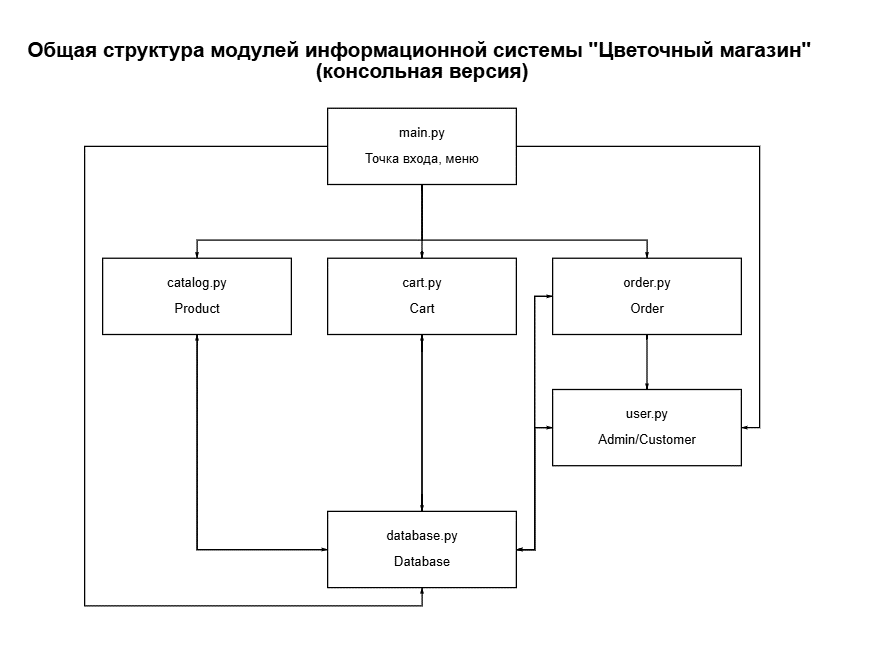 Общая структура модулей информационной системы "Цветочный магазин"
(консольная версия)
main.py
Точка входа, меню
catalog.py
Product
cart.py
Cart
order.py
Order
user.py
Admin/Customer
database.py
Database